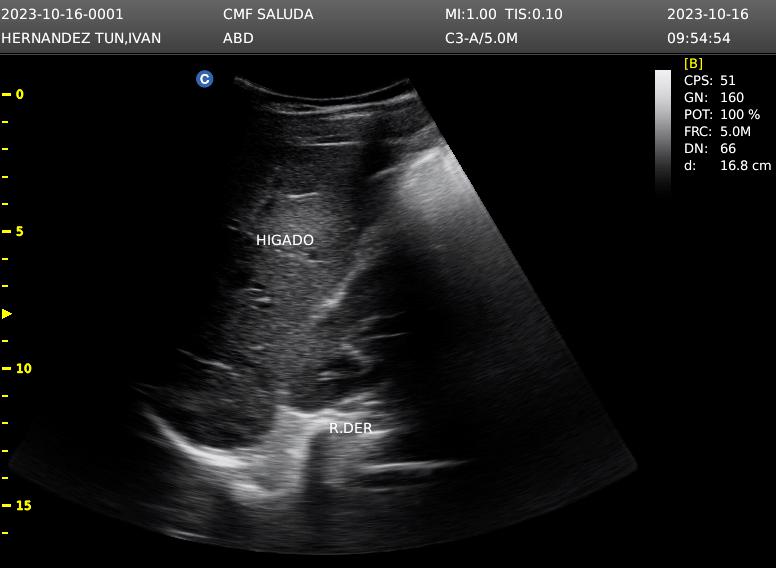 2023-10-16-0001 CMF SALUDA MI:1.00 TIS:0.10 2023-10-16
HERNANDEZ TUN,IVAN ABD C3-A/5.0M 09:54:54
C
[B]
CPS: 51
GN: 160
POT: 100 %
FRC: 5.0M
DN: 66
d: 16.8 cm
0
5
HIGADO
10
R.DER
15